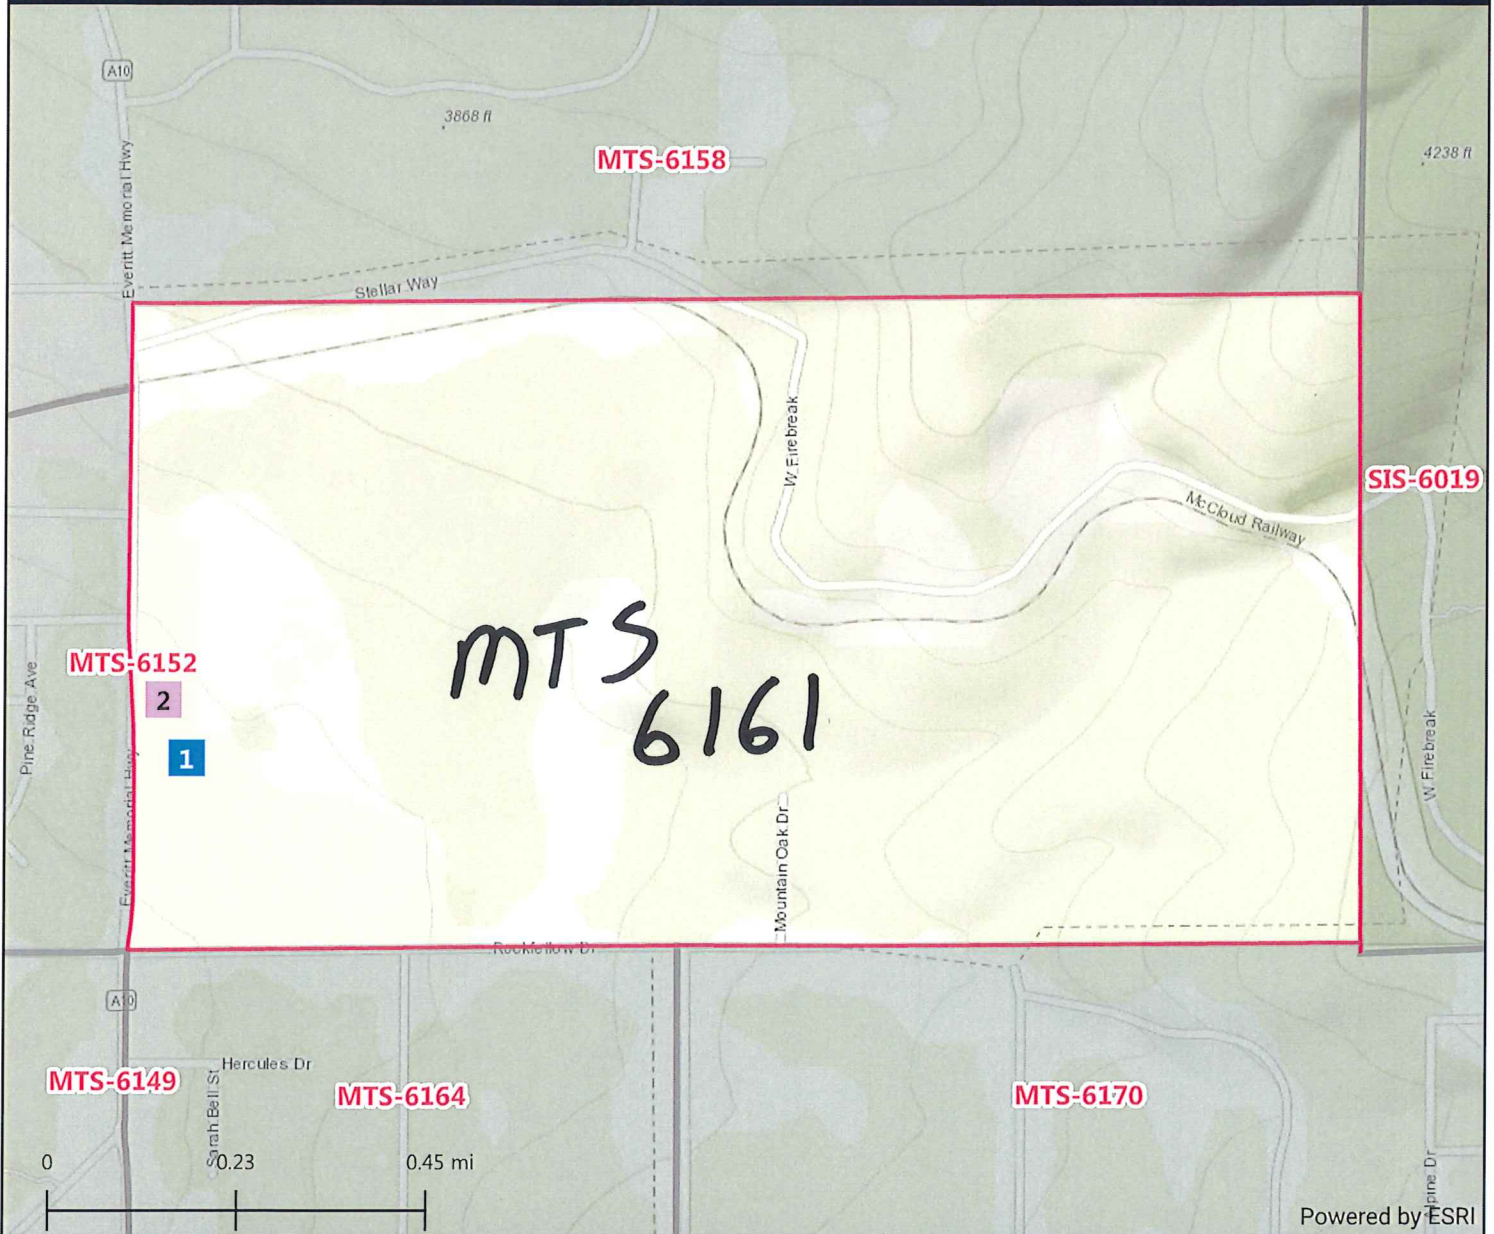 A10
3868 ft
MTS-6158
4238 ft
Everitt Memorial Hwy
Stellar Way
W Firebreak
SIS-6019
McCloud Railway
MTS
6161
MTS-6152
2
1
Pine Ridge Ave
Everitt Memorial Hwy
Mountain Oak Dr
W Firebreak
Rockfellow Dr
A10
Hercules Dr
MTS-6149
MTS-6164
MTS-6170
Sarah Bell St
0 0.23 0.45 mi
Alpine Dr
Powered by ESRI